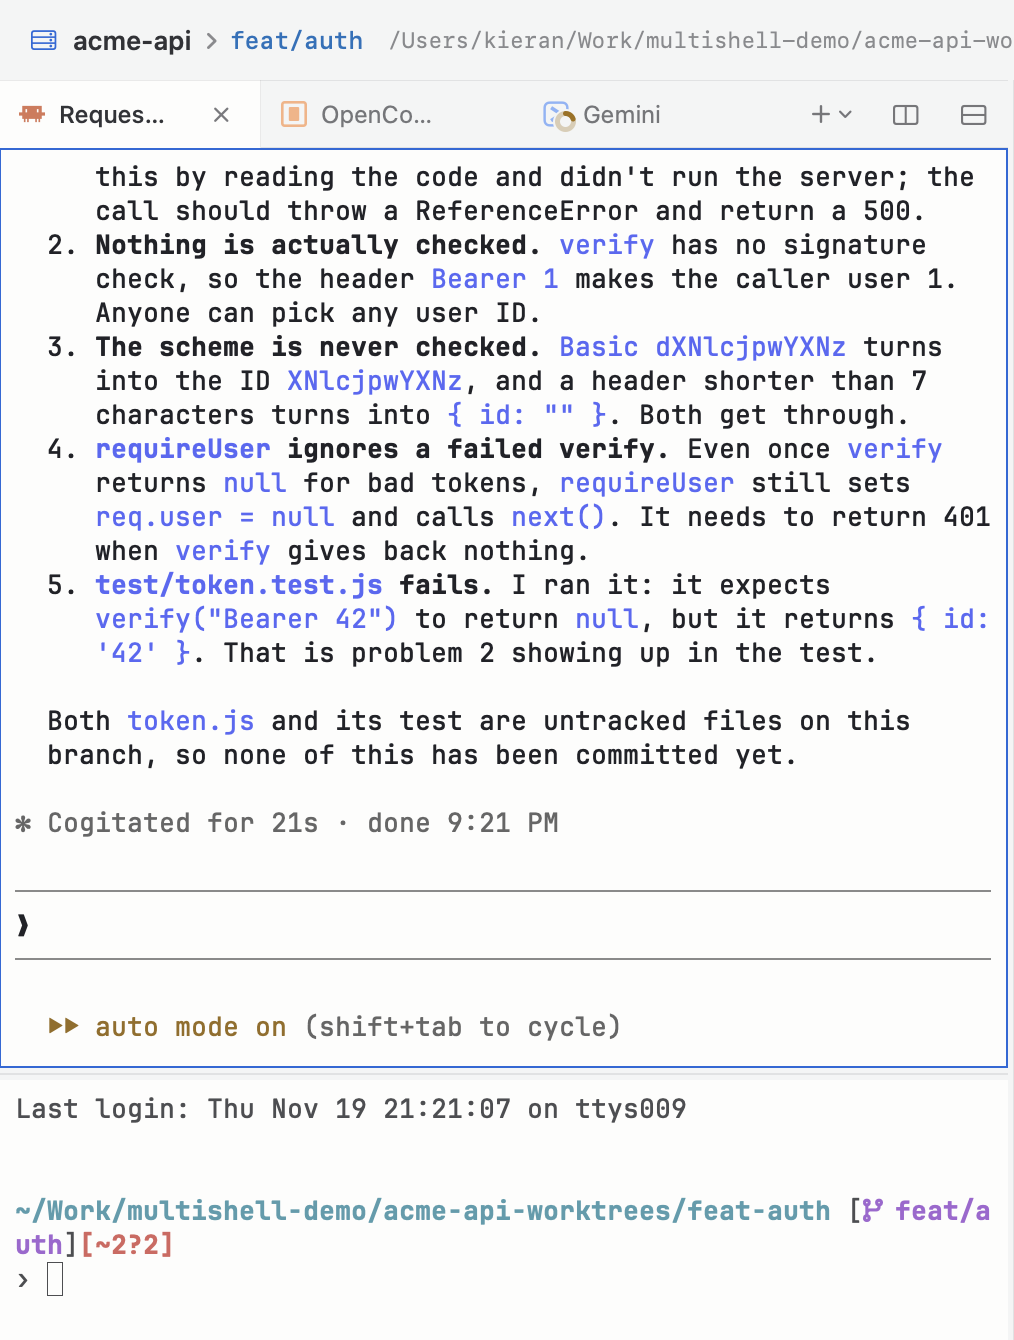 acme-api > feat/auth /Users/kieran/Work/multishell-demo/acme-api-wo
Reques... × OpenCo... Gemini
this by reading the code and didn't run the server; the
call should throw a ReferenceError and return a 500.
2. Nothing is actually checked. verify has no signature
check, so the header Bearer 1 makes the caller user 1.
Anyone can pick any user ID.
3. The scheme is never checked. Basic dXNlcjpwYXNz turns
into the ID XNlcjpwYXNz, and a header shorter than 7
characters turns into { id: "" }. Both get through.
4. requireUser ignores a failed verify. Even once verify
returns null for bad tokens, requireUser still sets
req.user = null and calls next(). It needs to return 401
when verify gives back nothing.
5. test/token.test.js fails. I ran it: it expects
verify("Bearer 42") to return null, but it returns { id:
'42' }. That is problem 2 showing up in the test.
Both token.js and its test are untracked files on this
branch, so none of this has been committed yet.
✻ Cogitated for 21s · done 9:21 PM
❯
▶▶ auto mode on (shift+tab to cycle)
Last login: Thu Nov 19 21:21:07 on ttys009
~/Work/multishell-demo/acme-api-worktrees/feat-auth [feat/a
uth][~2?2]
›